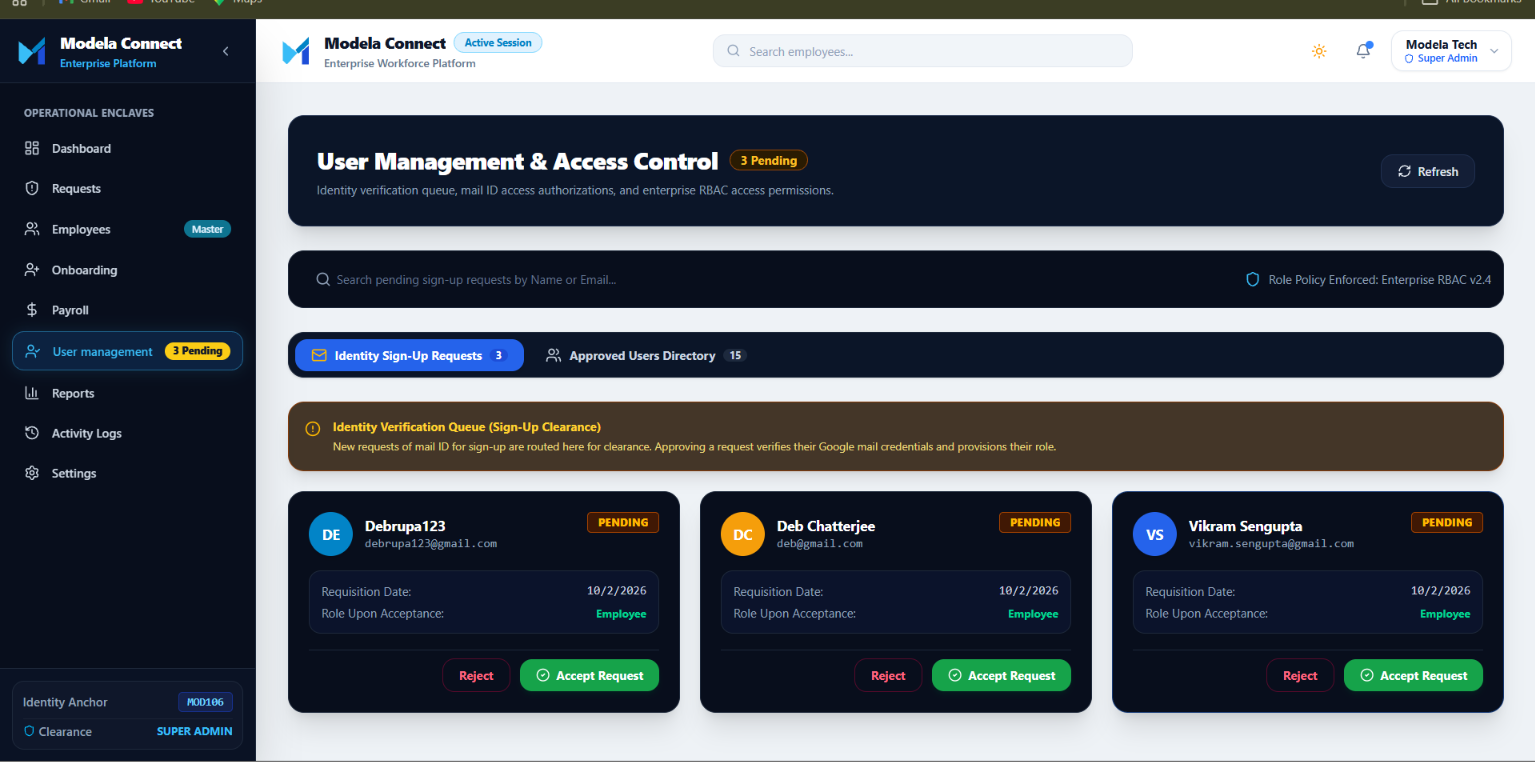 Gmail YouTube Maps All Bookmarks
Modela Connect
Enterprise Platform
OPERATIONAL ENCLAVES
Dashboard
Requests
Employees Master
Onboarding
Payroll
User management 3 Pending
Reports
Activity Logs
Settings
Identity Anchor MOD106
Clearance SUPER ADMIN
Modela Connect Active Session
Enterprise Workforce Platform
Search employees...
Modela Tech
Super Admin
User Management & Access Control 3 Pending
Identity verification queue, mail ID access authorizations, and enterprise RBAC access permissions.
Refresh
Search pending sign-up requests by Name or Email...
Role Policy Enforced: Enterprise RBAC v2.4
Identity Sign-Up Requests 3
Approved Users Directory 15
Identity Verification Queue (Sign-Up Clearance)
New requests of mail ID for sign-up are routed here for clearance. Approving a request verifies their Google mail credentials and provisions their role.
DE
Debrupa123
debrupa123@gmail.com
PENDING
Requisition Date: 10/2/2026
Role Upon Acceptance: Employee
Reject
Accept Request
DC
Deb Chatterjee
deb@gmail.com
PENDING
Requisition Date: 10/2/2026
Role Upon Acceptance: Employee
Reject
Accept Request
VS
Vikram Sengupta
vikram.sengupta@gmail.com
PENDING
Requisition Date: 10/2/2026
Role Upon Acceptance: Employee
Reject
Accept Request